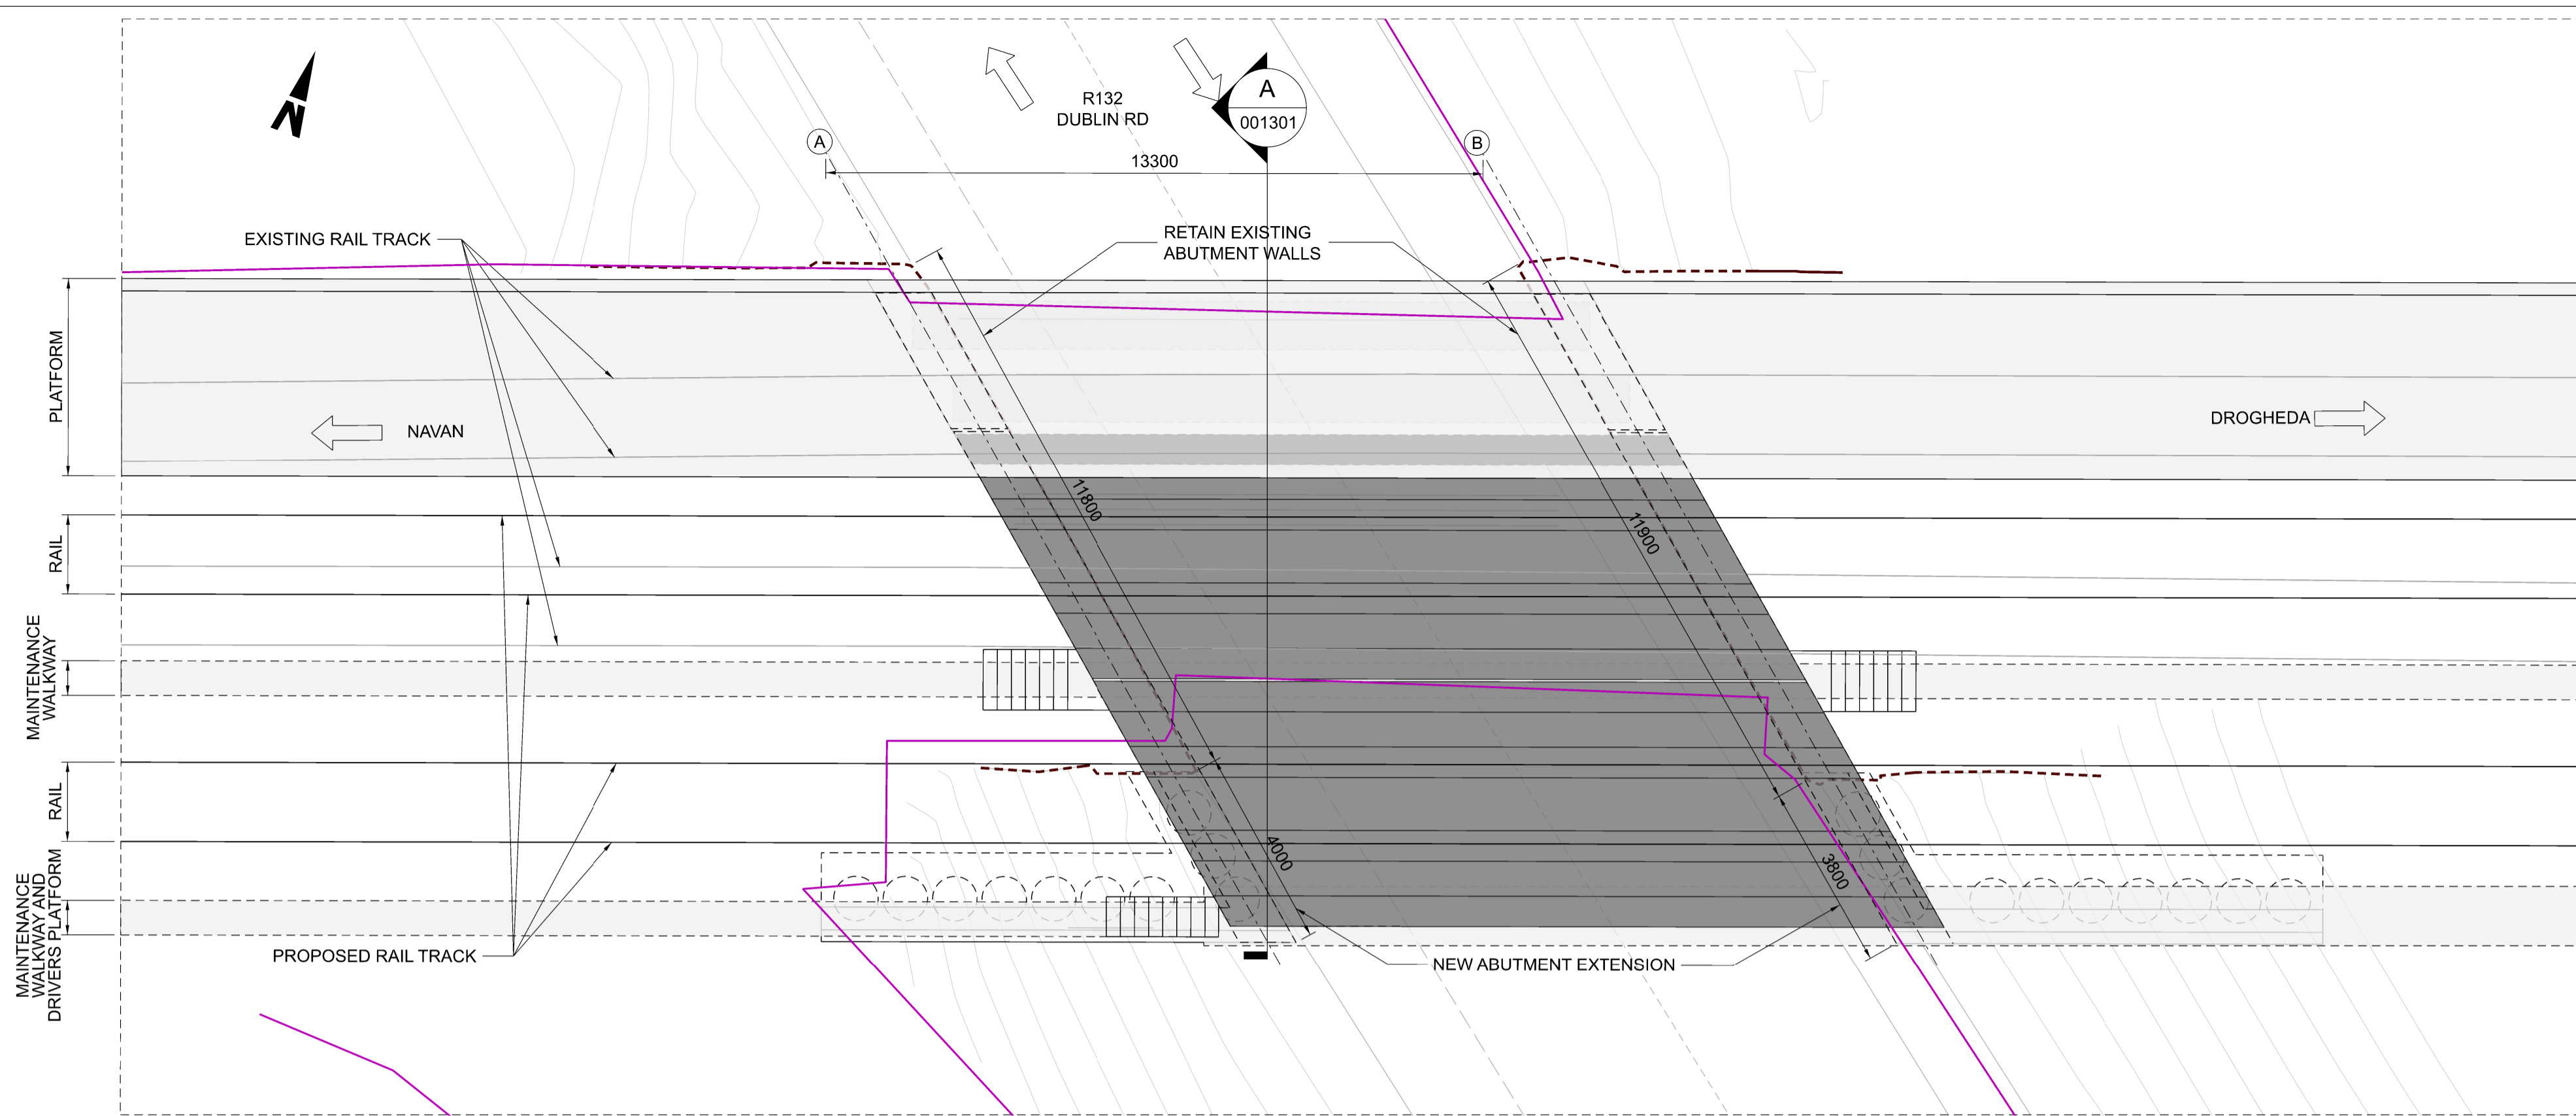 N
R132
DUBLIN RD
A
001301
A
B
13300
EXISTING RAIL TRACK
RETAIN EXISTING
ABUTMENT WALLS
PLATFORM
NAVAN
DROGHEDA
11800
11900
RAIL
MAINTENANCE
WALKWAY
RAIL
4000
3800
MAINTENANCE
WALKWAY AND
DRIVERS PLATFORM
PROPOSED RAIL TRACK
NEW ABUTMENT EXTENSION